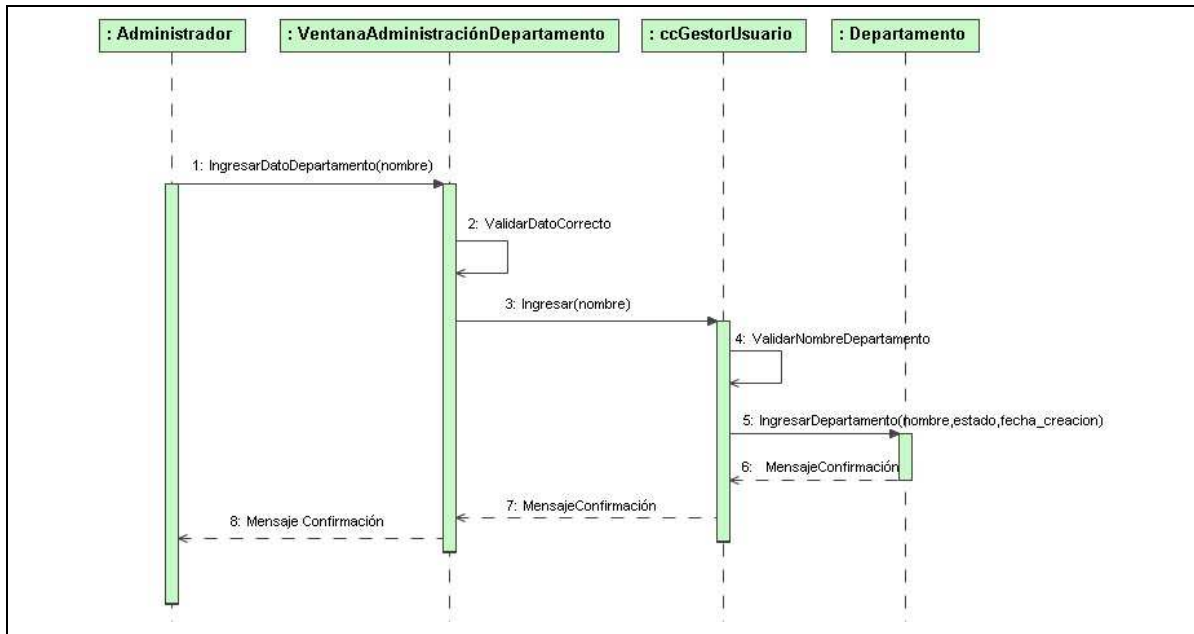 : Administrador
: VentanaAdministraciónDepartamento
: ccGestorUsuario
: Departamento
1: IngresarDatoDepartamento(nombre)
2: ValidarDatoCorrecto
3: Ingresar(nombre)
4: ValidarNombreDepartamento
5: IngresarDepartamento(nombre,estado,fecha_creacion)
6: MensajeConfirmación
7: MensajeConfirmación
8: Mensaje Confirmación